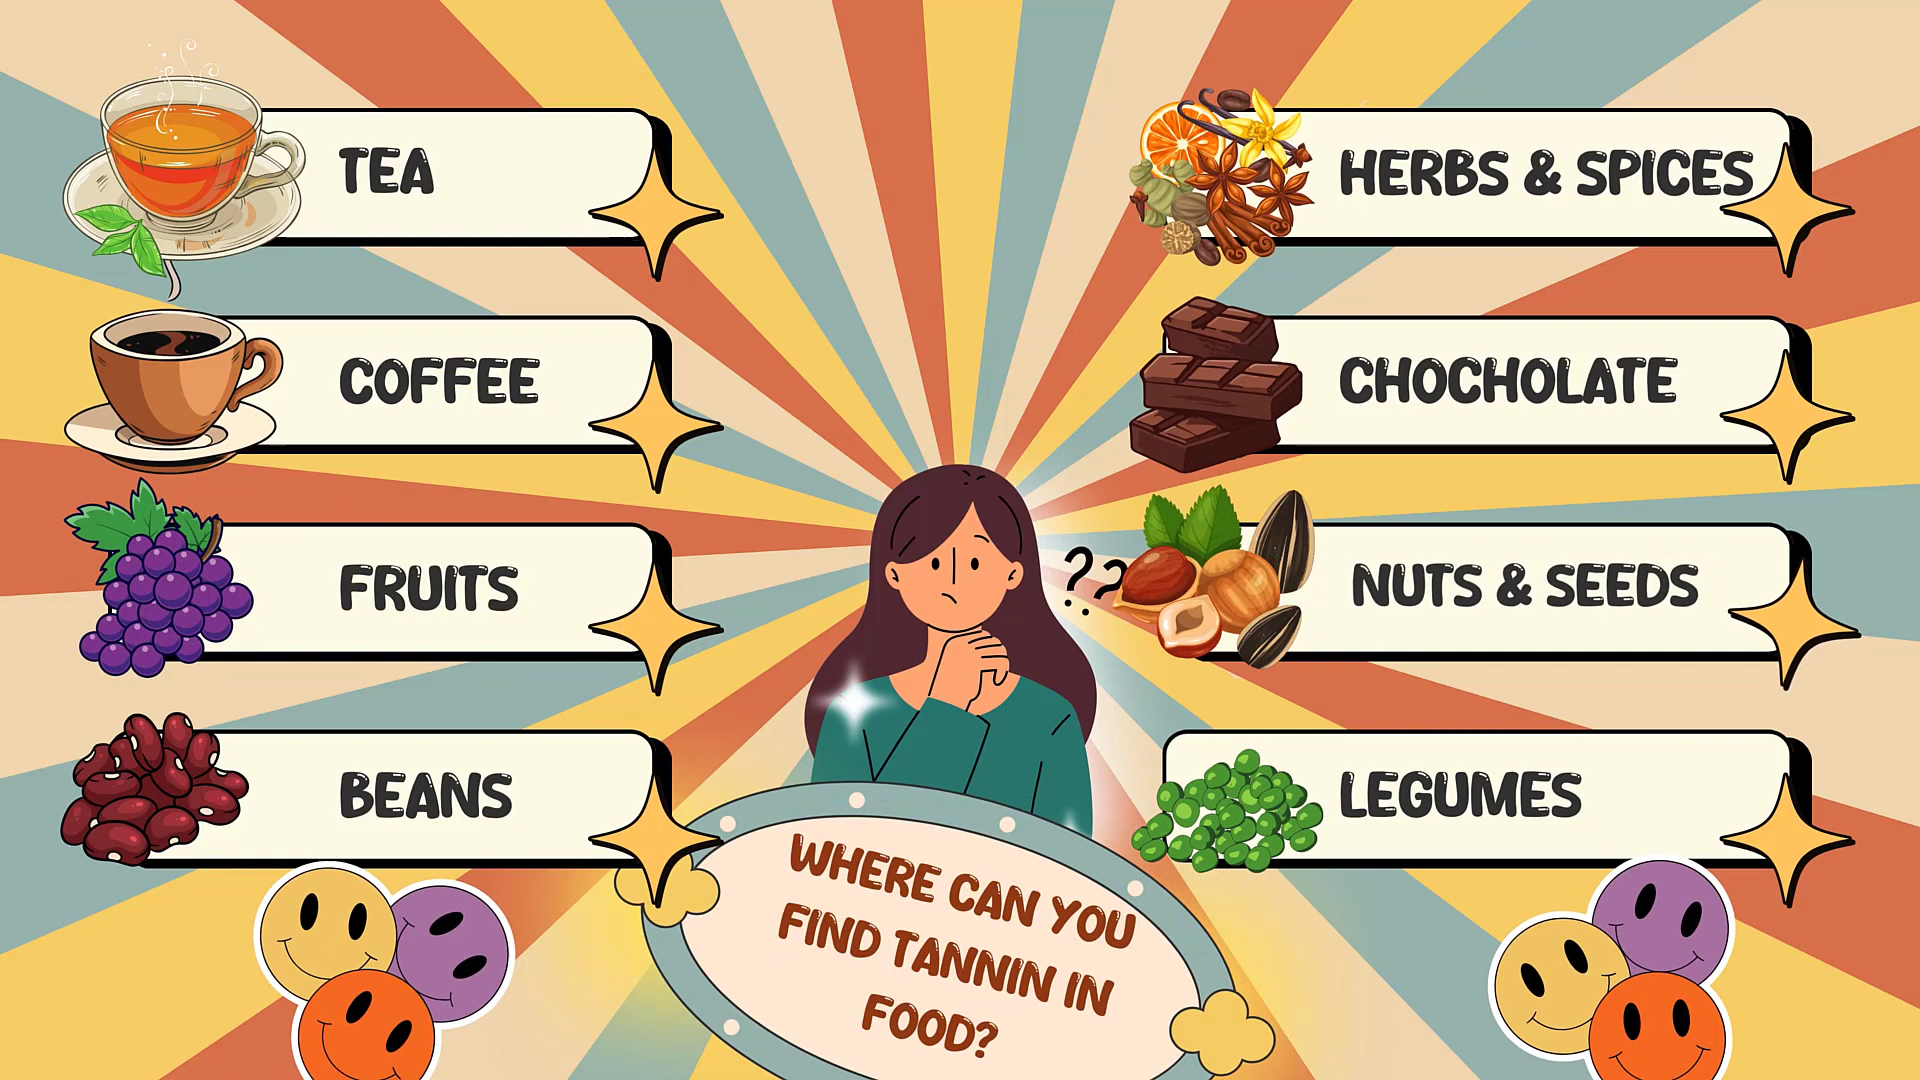 TEA
COFFEE
FRUITS
BEANS
HERBS & SPICES
CHOCHOLATE
NUTS & SEEDS
LEGUMES
??
WHERE CAN YOU
FIND TANNIN IN
FOOD?